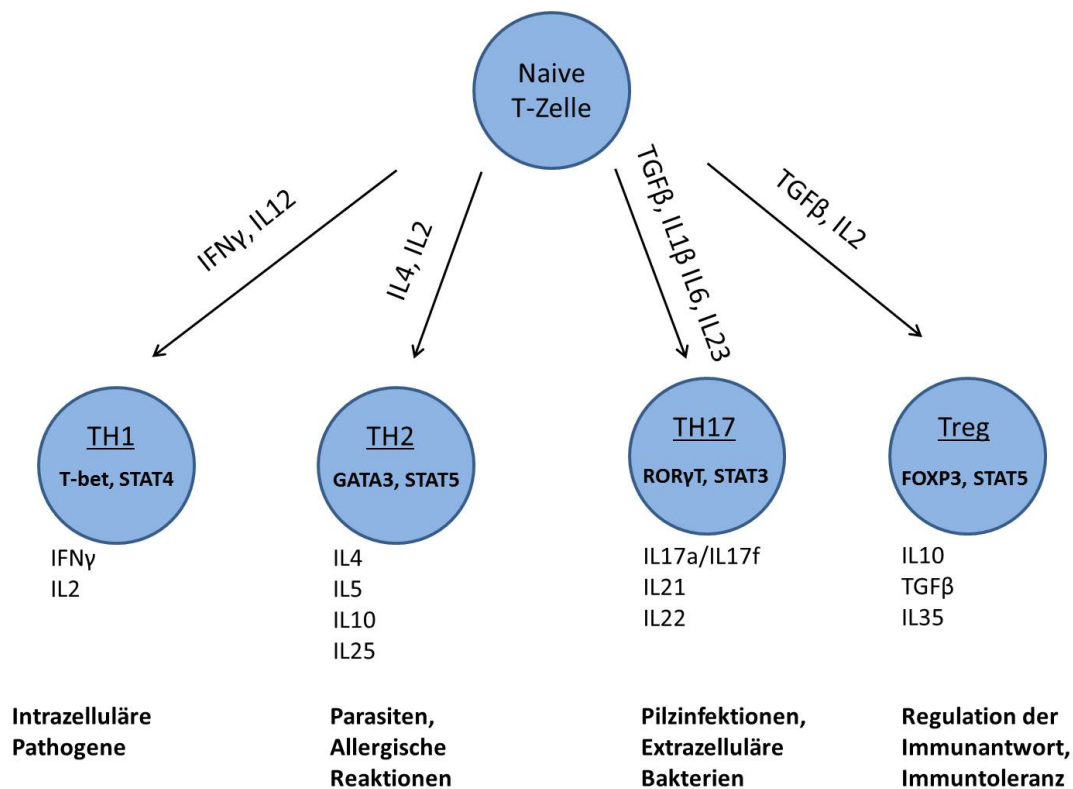 Naive
T-Zelle
IFNγ, IL12
IL4, IL2
TGFβ, IL1β IL6, IL23
TGFβ, IL2
TH1
T-bet, STAT4
IFNγ
IL2
Intrazelluläre
Pathogene
TH2
GATA3, STAT5
IL4
IL5
IL10
IL25
Parasiten,
Allergische
Reaktionen
TH17
RORγT, STAT3
IL17a/IL17f
IL21
IL22
Pilzinfektionen,
Extrazelluläre
Bakterien
Treg
FOXP3, STAT5
IL10
TGFβ
IL35
Regulation der
Immunantwort,
Immuntoleranz